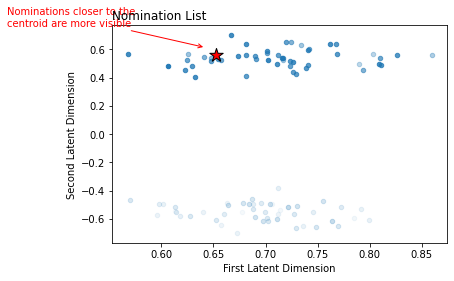 Nomination List
Nominations closer to the
centroid are more visible
0.6
0.4
0.2
0.0
−0.2
−0.4
−0.6
Second Latent Dimension
0.60 0.65 0.70 0.75 0.80 0.85
First Latent Dimension